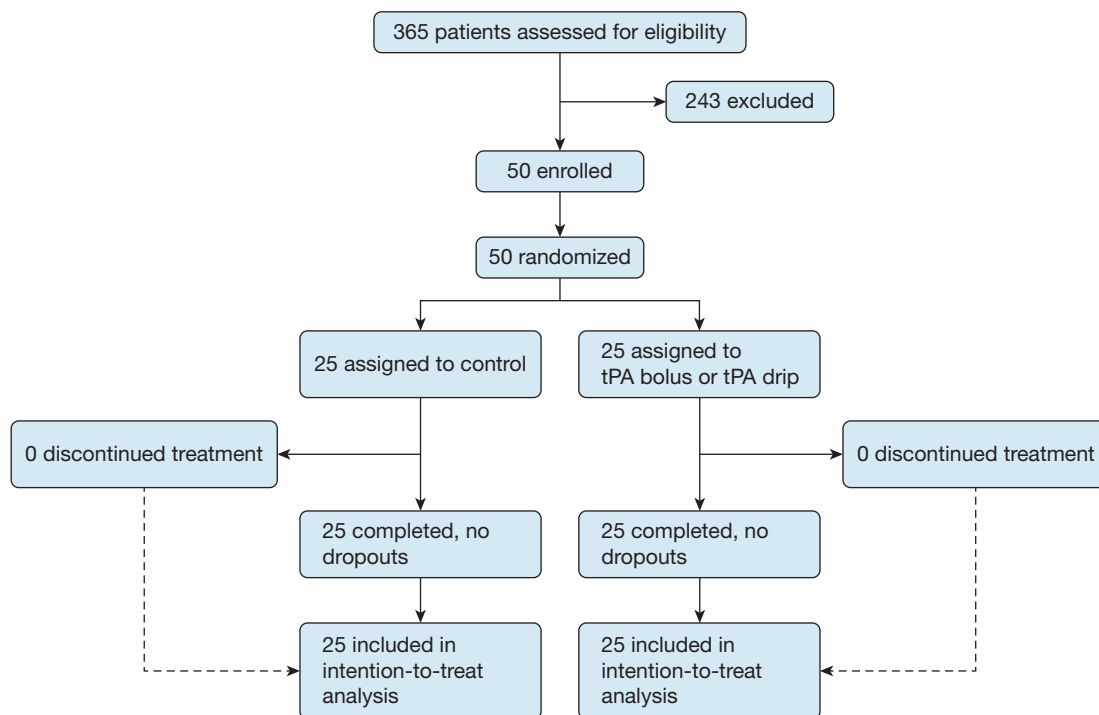 365 patients assessed for eligibility
243 excluded
50 enrolled
50 randomized
25 assigned to control
25 assigned to
tPA bolus or tPA drip
0 discontinued treatment
0 discontinued treatment
25 completed, no
dropouts
25 completed, no
dropouts
25 included in
intention-to-treat
analysis
25 included in
intention-to-treat
analysis